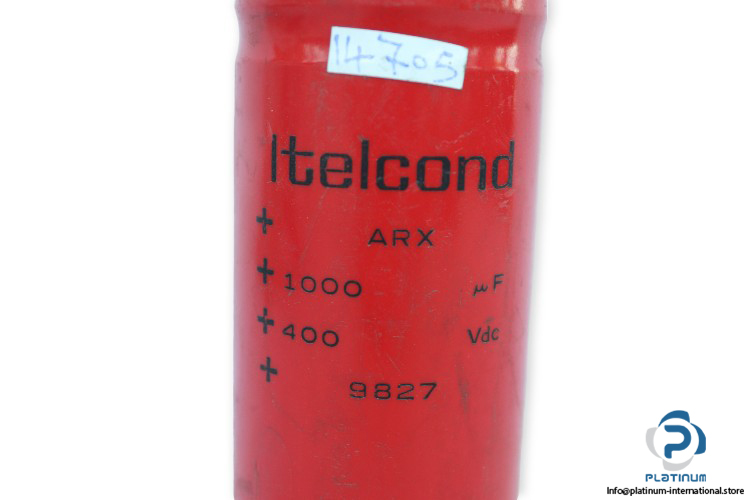 14705
Itelcond
+
ARX
+ 1000 µF
+ 400 Vdc
+
9827
PLATINUM
Info@platinum-international.store